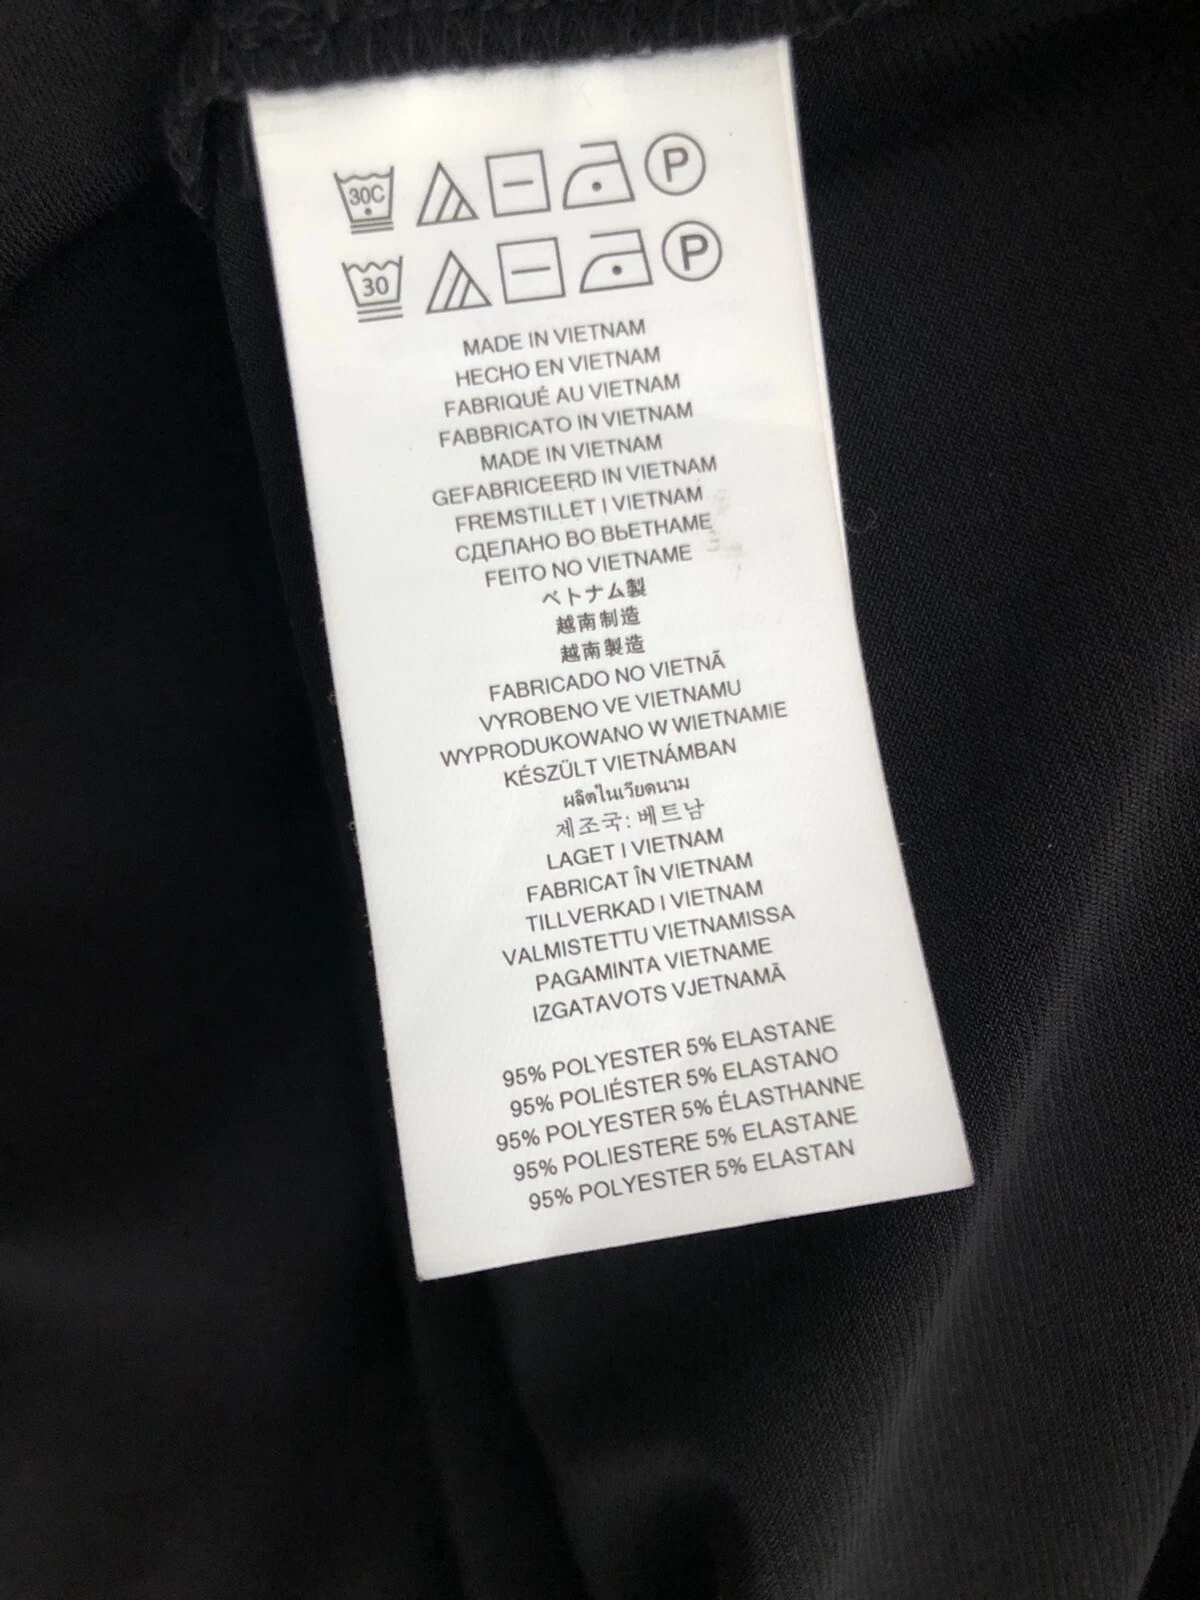 30C P
30 P
MADE IN VIETNAM
HECHO EN VIETNAM
FABRIQUÉ AU VIETNAM
FABBRICATO IN VIETNAM
MADE IN VIETNAM
GEFABRICEERD IN VIETNAM
FREMSTILLET I VIETNAM
СДЕЛАНО ВО ВЬЕТНАМЕ
FEITO NO VIETNAME
ベトナム製
越南制造
越南製造
FABRICADO NO VIETNÃ
VYROBENO VE VIETNAMU
WYPRODUKOWANO W WIETNAMIE
KÉSZÜLT VIETNÁMBAN
ผลิตในเวียดนาม
제조국: 베트남
LAGET I VIETNAM
FABRICAT ÎN VIETNAM
TILLVERKAD I VIETNAM
VALMISTETTU VIETNAMISSA
PAGAMINTA VIETNAME
IZGATAVOTS VJETNAMĀ
95% POLYESTER 5% ELASTANE
95% POLIÉSTER 5% ELASTANO
95% POLYESTER 5% ÉLASTHANNE
95% POLIESTERE 5% ELASTANE
95% POLYESTER 5% ELASTAN